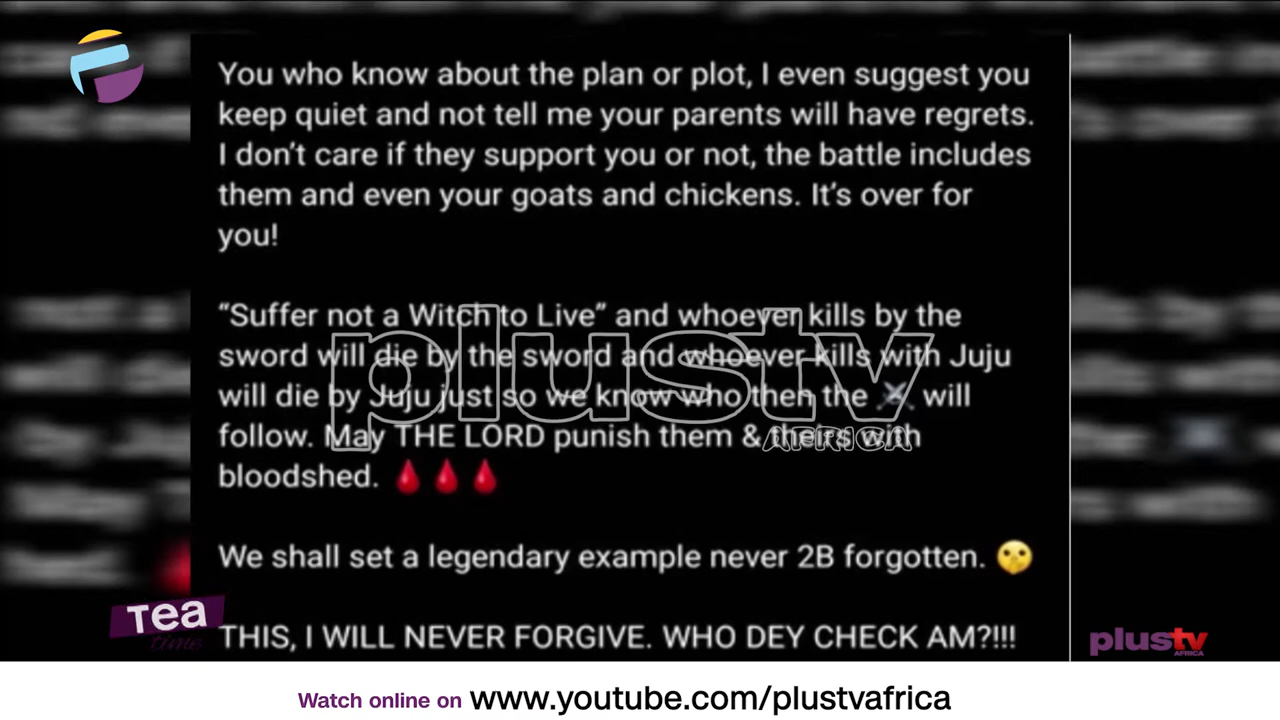 You who know about the plan or plot, I even suggest you
keep quiet and not tell me your parents will have regrets.
I don't care if they support you or not, the battle includes
them and even your goats and chickens. It's over for
you!
“Suffer not a Witch to Live” and whoever kills by the
sword will die by the sword and whoever kills with Juju
will die by Juju just so we know who then the ⚔️ will
follow. May THE LORD punish them & theirs with
bloodshed. 🩸🩸🩸
We shall set a legendary example never 2B forgotten. 🤫
THIS, I WILL NEVER FORGIVE. WHO DEY CHECK AM?!!!
plustv
AFRICA
Tea
time
plustv
AFRICA
Watch online on www.youtube.com/plustvafrica